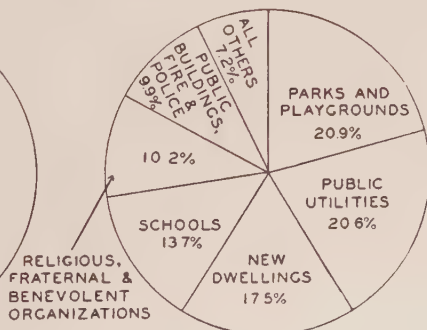 ALL
OTHERS
7.2%
PARKS AND
PLAYGROUNDS
20.9%
PUBLIC
UTILITIES
20 6%
NEW
DWELLINGS
17 5%
SCHOOLS
13 7%
10 2%
RELIGIOUS,
FRATERNAL &
BENEVOLENT
ORGANIZATIONS
PUBLIC
BUILDINGS,
FIRE &
POLICE
9.9%